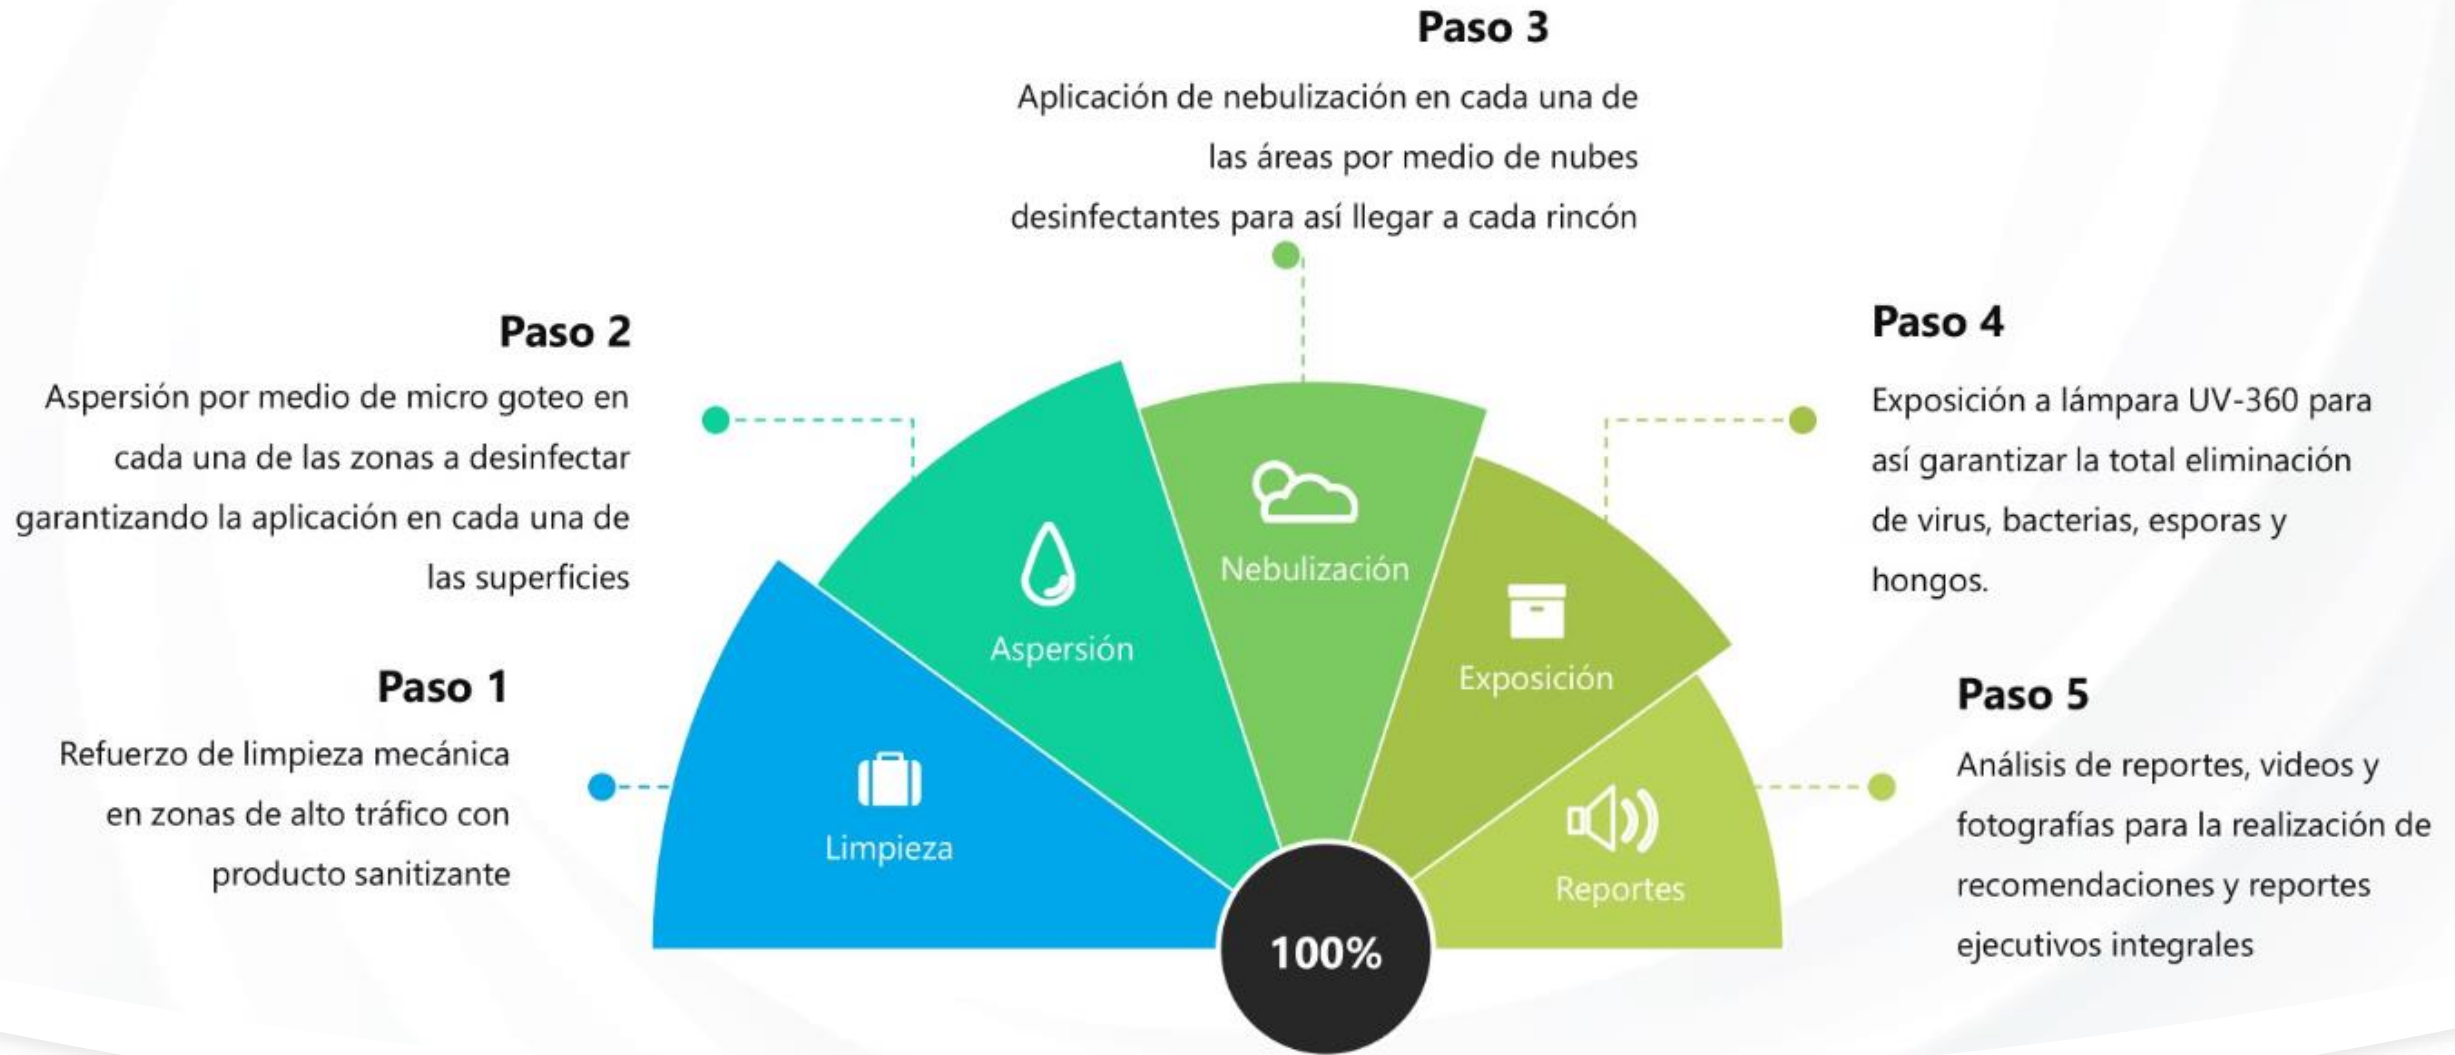 Paso 3
Aplicación de nebulización en cada una de
las áreas por medio de nubes
desinfectantes para así llegar a cada rincón
Paso 2
Aspersión por medio de micro goteo en
cada una de las zonas a desinfectar
garantizando la aplicación en cada una de
las superficies
Paso 4
Exposición a lámpara UV-360 para
así garantizar la total eliminación
de virus, bacterias, esporas y
hongos.
Paso 1
Refuerzo de limpieza mecánica
en zonas de alto tráfico con
producto sanitizante
Paso 5
Análisis de reportes, videos y
fotografías para la realización de
recomendaciones y reportes
ejecutivos integrales
Limpieza
Aspersión
Nebulización
Exposición
Reportes
100%